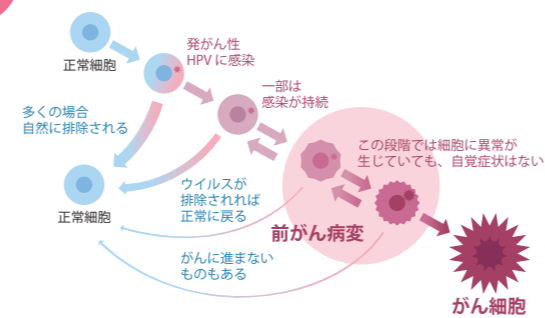 正常細胞
発がん性
HPVに感染
一部は
感染が持続
多くの場合
自然に排除される
この段階では細胞に異常が
生じていても、自覚症状はない
ウイルスが
排除されれば
正常に戻る
正常細胞
前がん病変
がんに進まない
ものもある
がん細胞